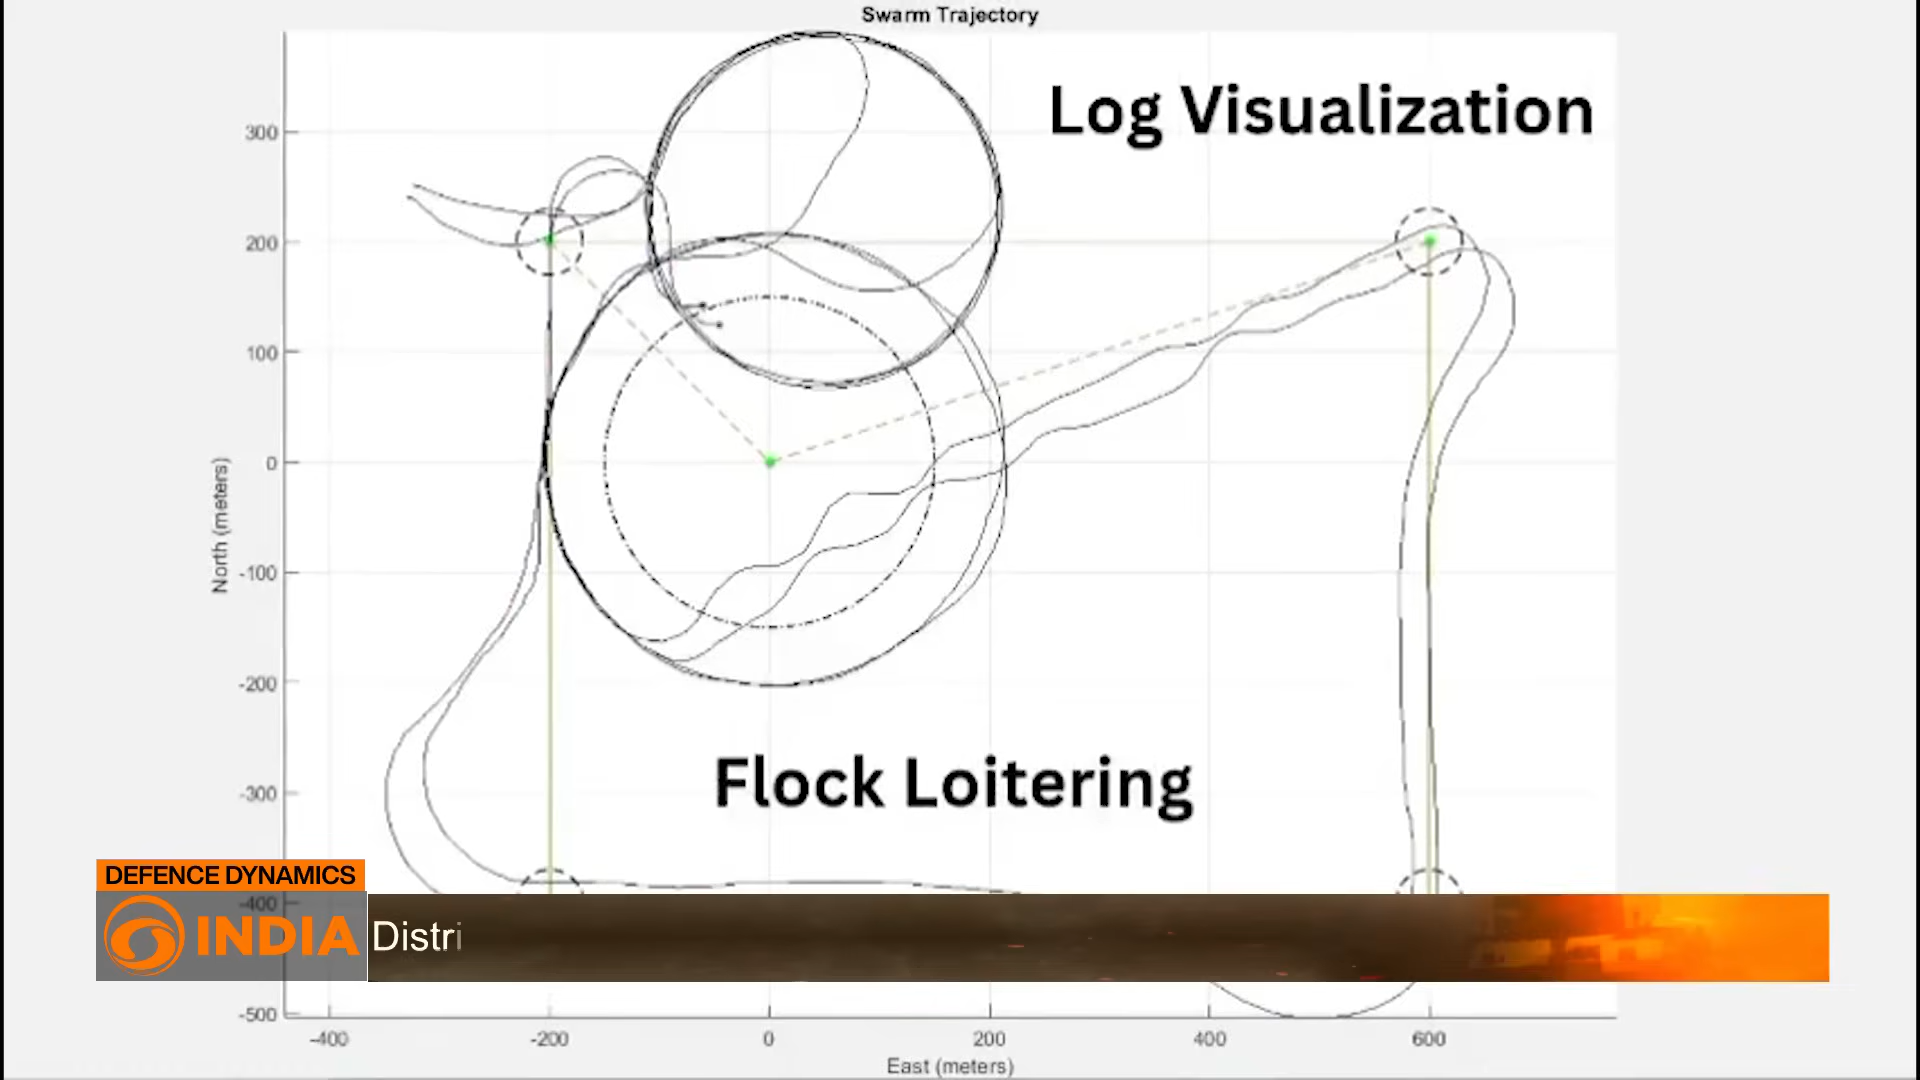 Swarm Trajectory
Log Visualization
300
200
100
0
-100
-200
-300
-400
-500
North (meters)
Flock Loitering
DEFENCE DYNAMICS
INDIA
Distri
-400
-200
0
200
400
600
East (meters)